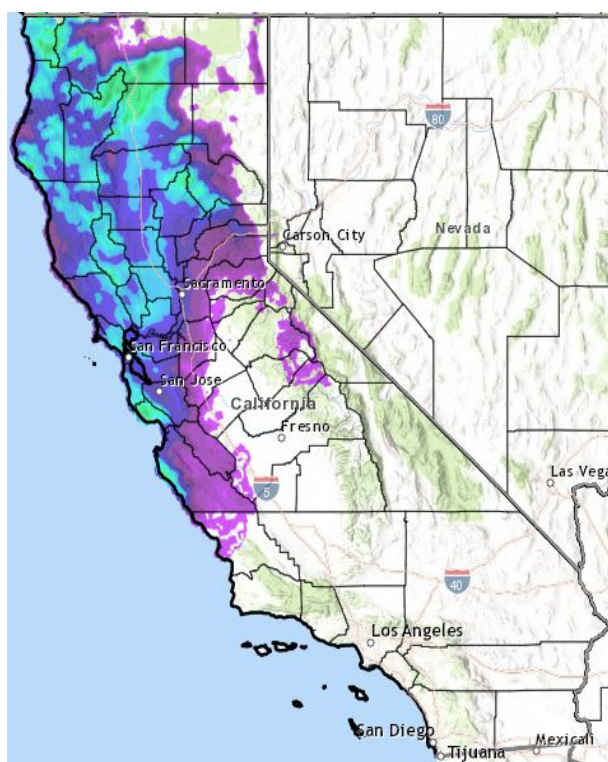 80
Nevada
Carson City
Sacramento
San Francisco
San Jose
California
Fresno
Las Vega
5
40
Los Angeles
San Diego
Tijuana
Mexicali